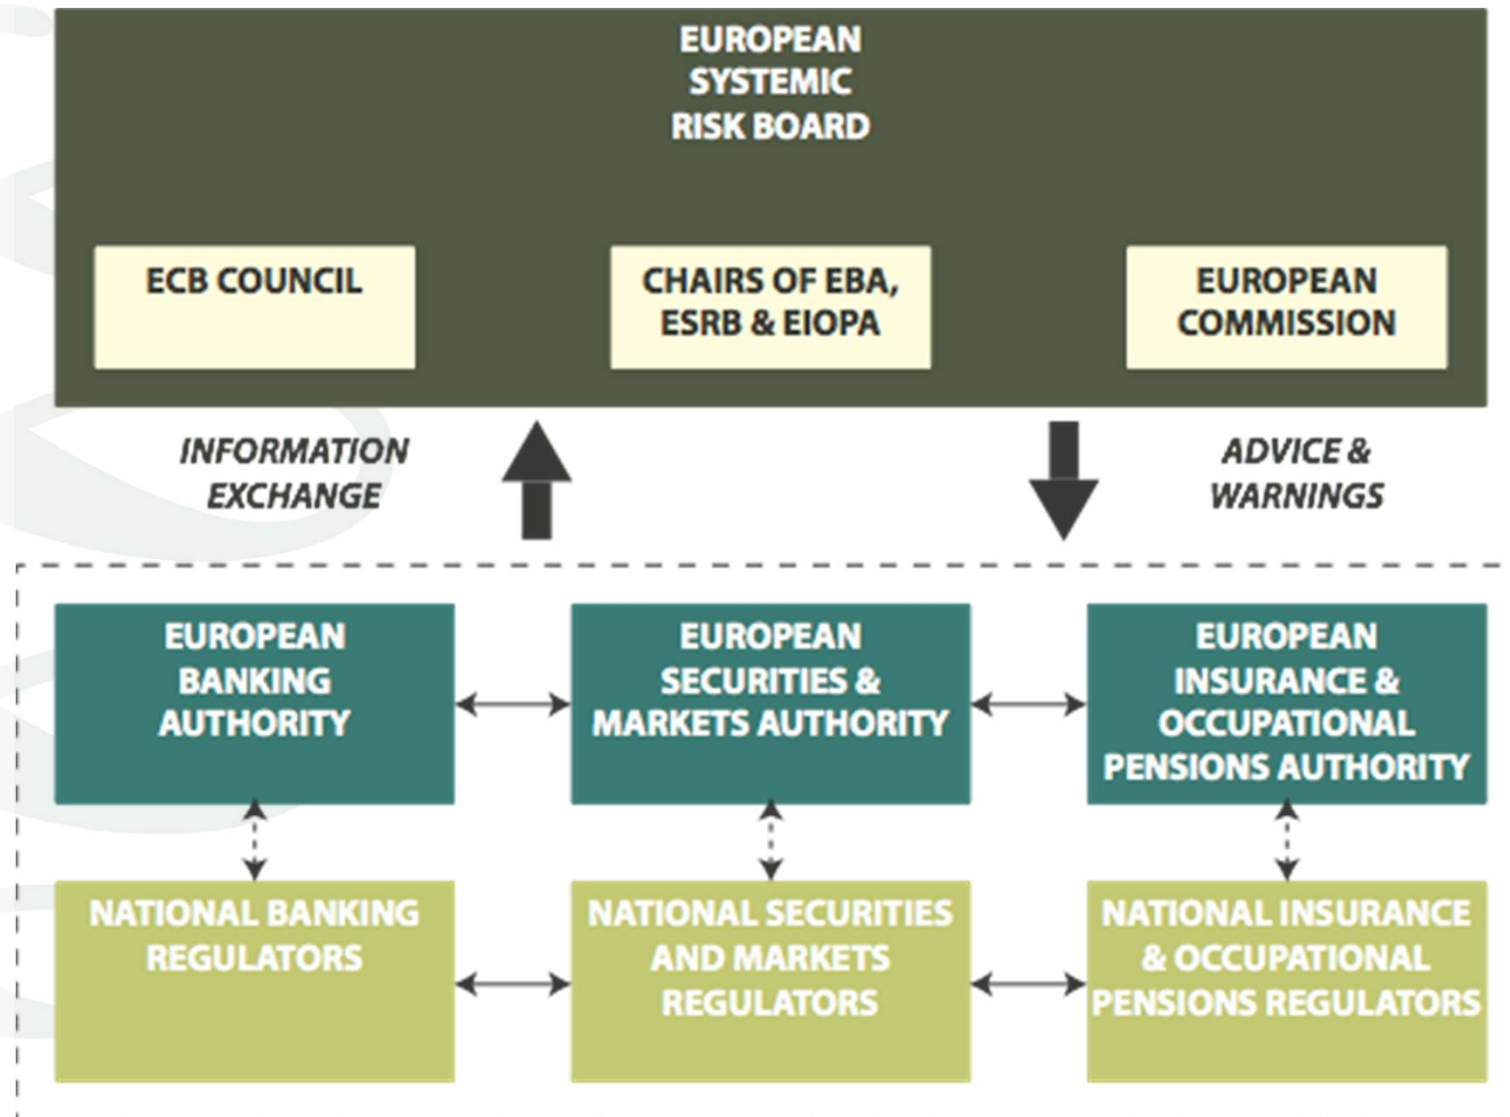 EUROPEAN
SYSTEMIC
RISK BOARD
ECB COUNCIL
CHAIRS OF EBA,
ESRB & EIOPA
EUROPEAN
COMMISSION
INFORMATION
EXCHANGE
ADVICE &
WARNINGS
EUROPEAN
BANKING
AUTHORITY
EUROPEAN
SECURITIES &
MARKETS AUTHORITY
EUROPEAN
INSURANCE &
OCCUPATIONAL
PENSIONS AUTHORITY
NATIONAL BANKING
REGULATORS
NATIONAL SECURITIES
AND MARKETS
REGULATORS
NATIONAL INSURANCE
& OCCUPATIONAL
PENSIONS REGULATORS